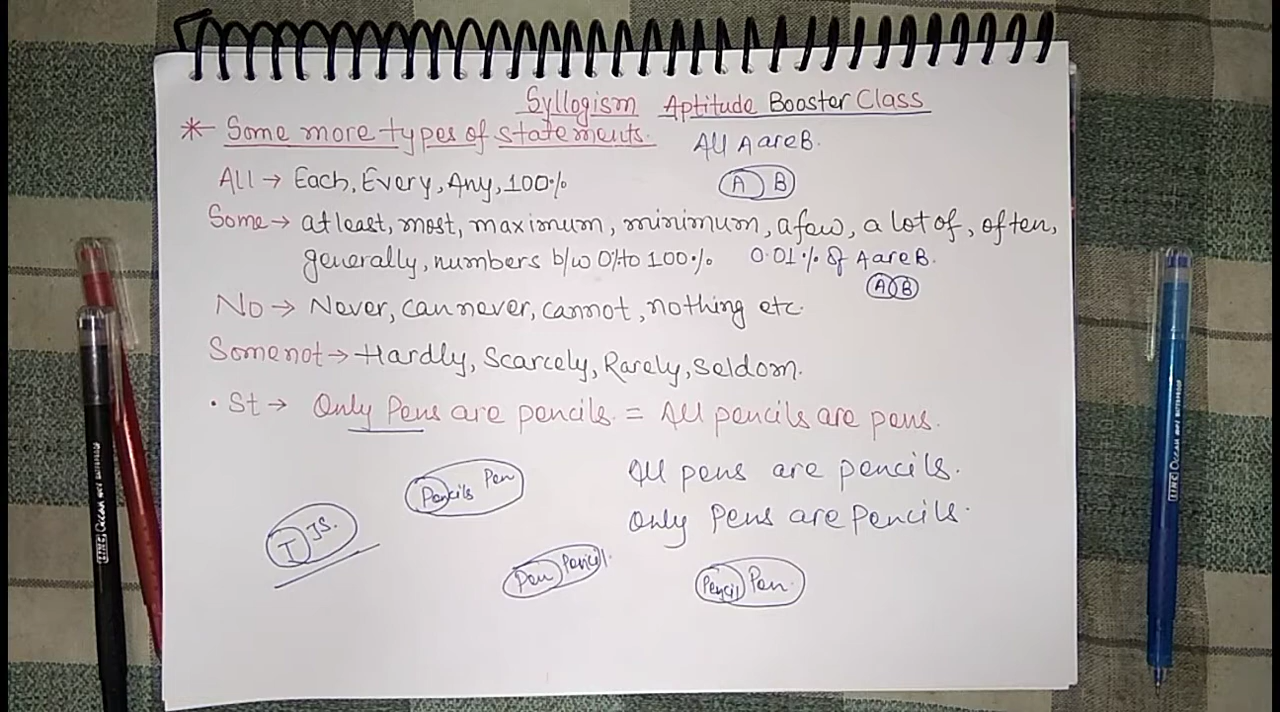 Syllogism Aptitude Booster Class
* Some more types of statements.
All A are B.
A B
All → Each, Every, Any, 100%
Some → atleast, most, maximum, minimum, a few, a lot of, often,
generally, numbers b/w 0% to 100% 0.01% of A are B.
A B
No → Never, can never, cannot, nothing etc.
Some not → Hardly, Scarcely, Rarely, Seldom.
• St → Only Pens are pencils = All pencils are pens.
Pencils Pen
All pens are pencils.
Only Pens are Pencils.
I JS.
Pen Pencil.
Pencil Pen.